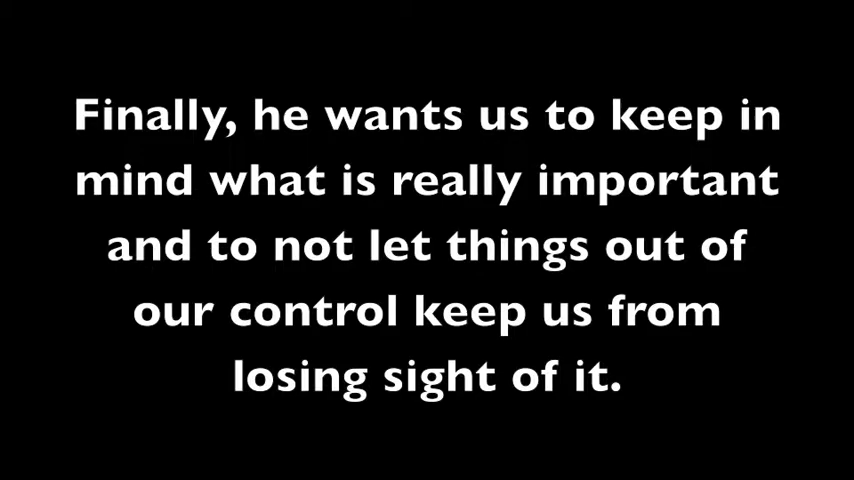 Finally, he wants us to keep in
mind what is really important
and to not let things out of
our control keep us from
losing sight of it.